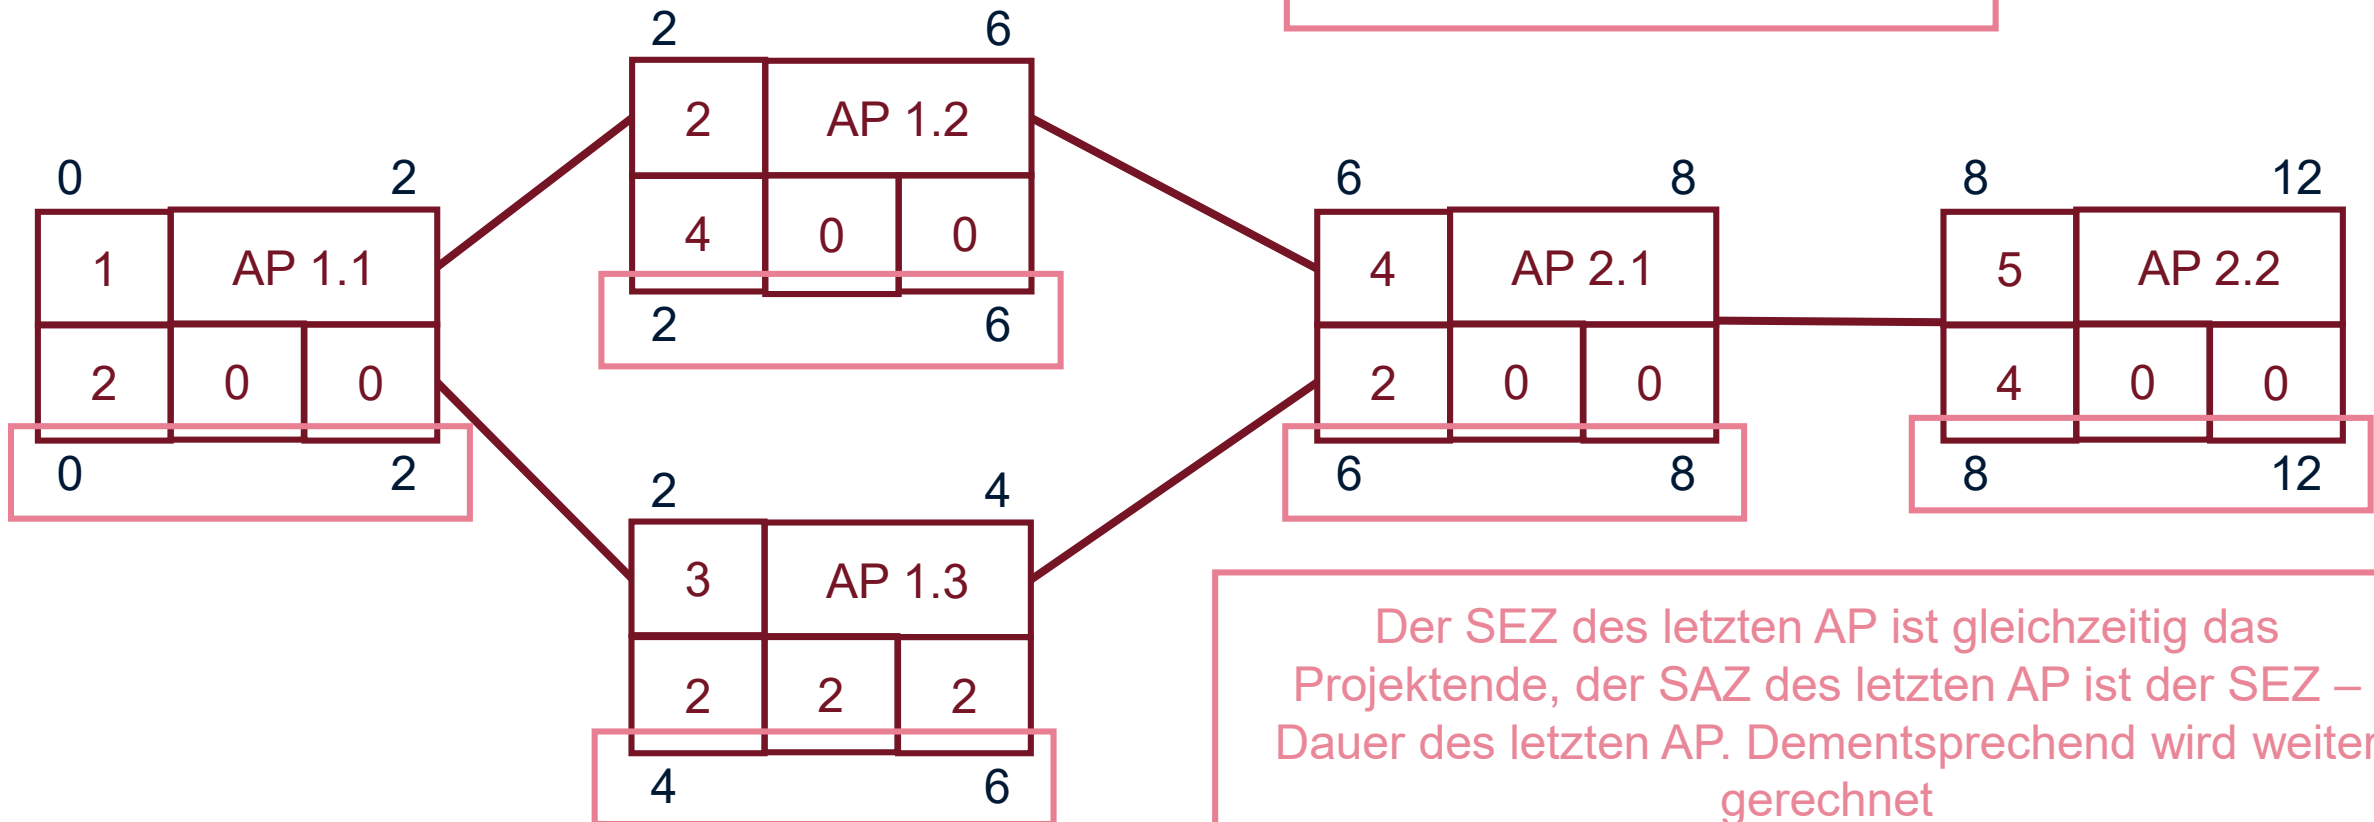 2 6
2 AP 1.2
4 0 0
2 6
0 2
1 AP 1.1
2 0 0
0 2
2 4
3 AP 1.3
2 2 2
4 6
6 8
4 AP 2.1
2 0 0
6 8
8 12
5 AP 2.2
4 0 0
8 12
Der SEZ des letzten AP ist gleichzeitig das
Projektende, der SAZ des letzten AP ist der SEZ –
Dauer des letzten AP. Dementsprechend wird weiter
gerechnet